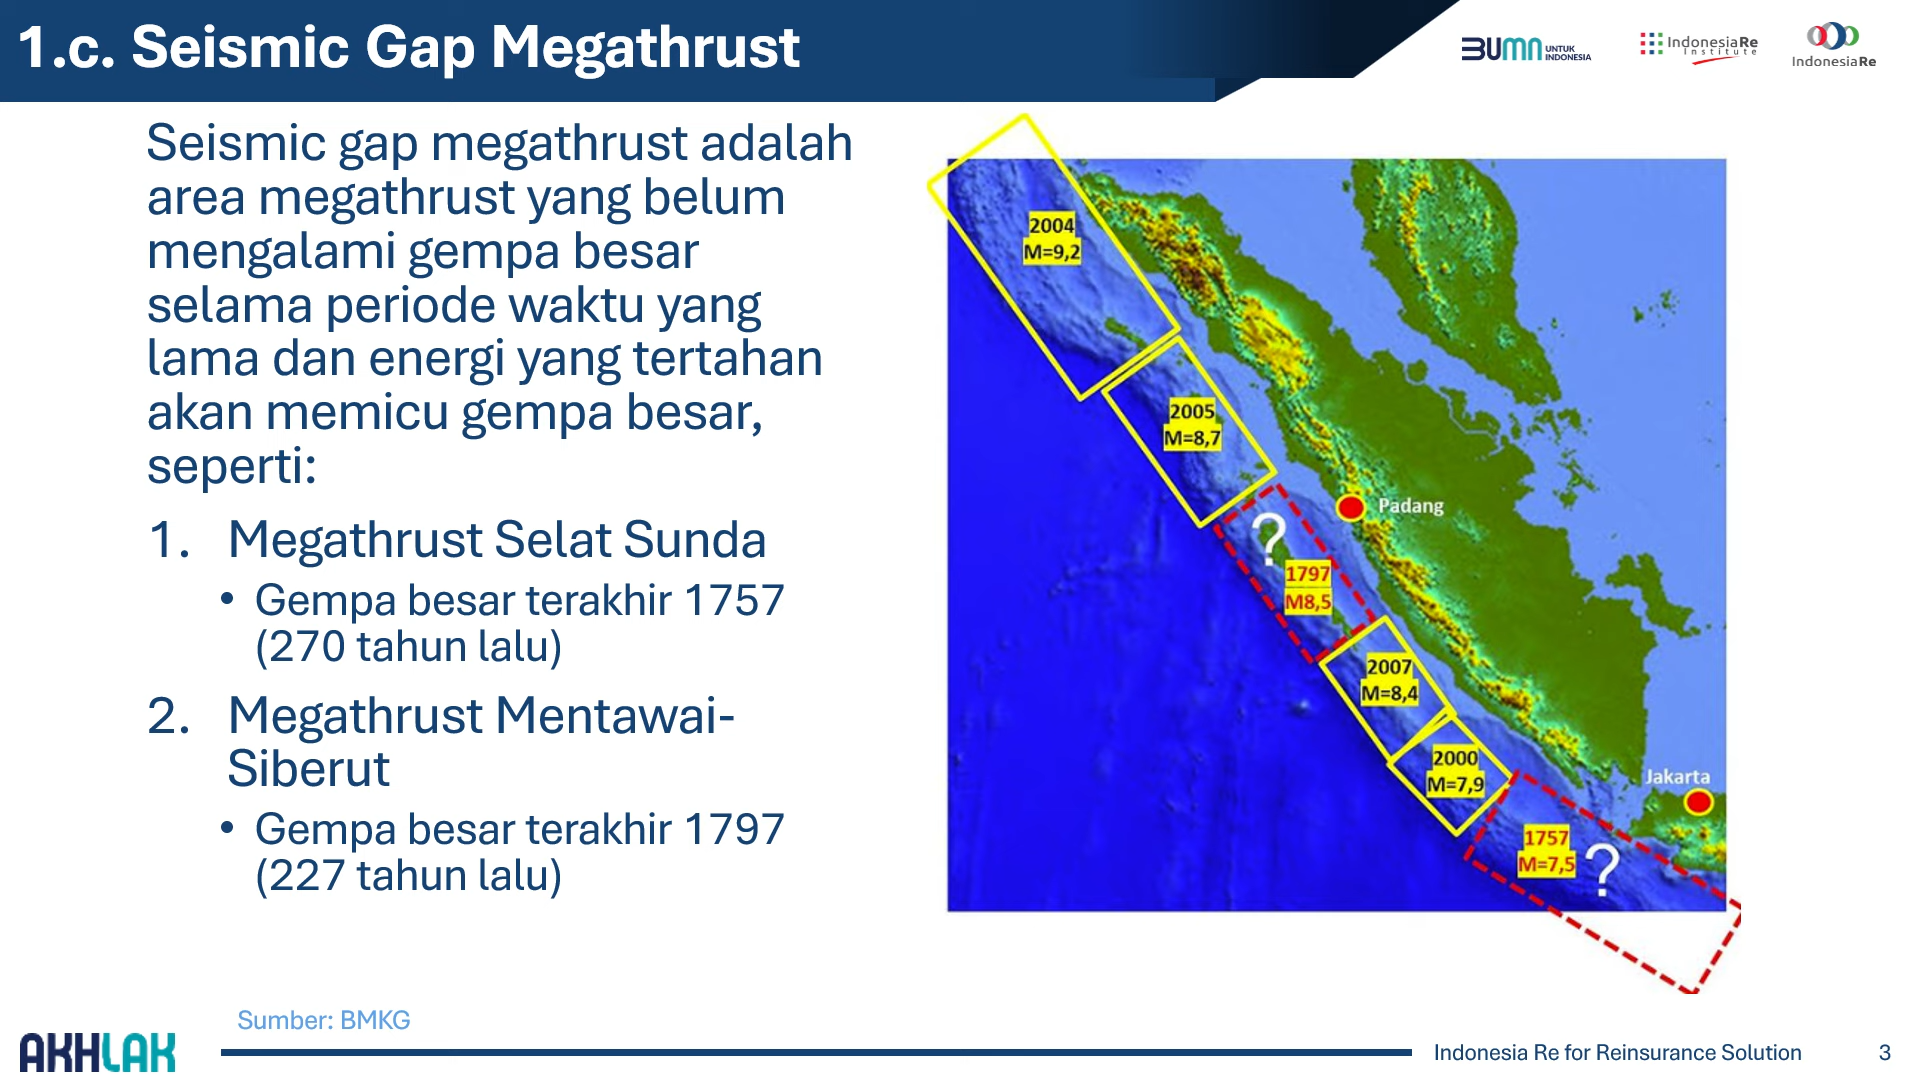 1.c. Seismic Gap Megathrust
BUMN UNTUK INDONESIA
IndonesiaRe
Institute
IndonesiaRe
Seismic gap megathrust adalah
area megathrust yang belum
mengalami gempa besar
selama periode waktu yang
lama dan energi yang tertahan
akan memicu gempa besar,
seperti:
1. Megathrust Selat Sunda
• Gempa besar terakhir 1757
(270 tahun lalu)
2. Megathrust Mentawai-
Siberut
• Gempa besar terakhir 1797
(227 tahun lalu)
2004
M=9,2
2005
M=8,7
Padang
?
1797
M8,5
2007
M=8,4
2000
M=7,9
Jakarta
1757
M=7,5
?
Sumber: BMKG
AKHLAK
Indonesia Re for Reinsurance Solution
3